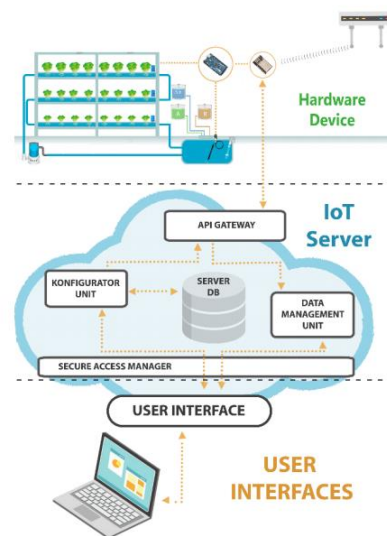 Hardware
Device
IoT
Server
API GATEWAY
KONFIGURATOR
UNIT
SERVER
DB
DATA
MANAGEMENT
UNIT
SECURE ACCESS MANAGER
USER INTERFACE
USER
INTERFACES